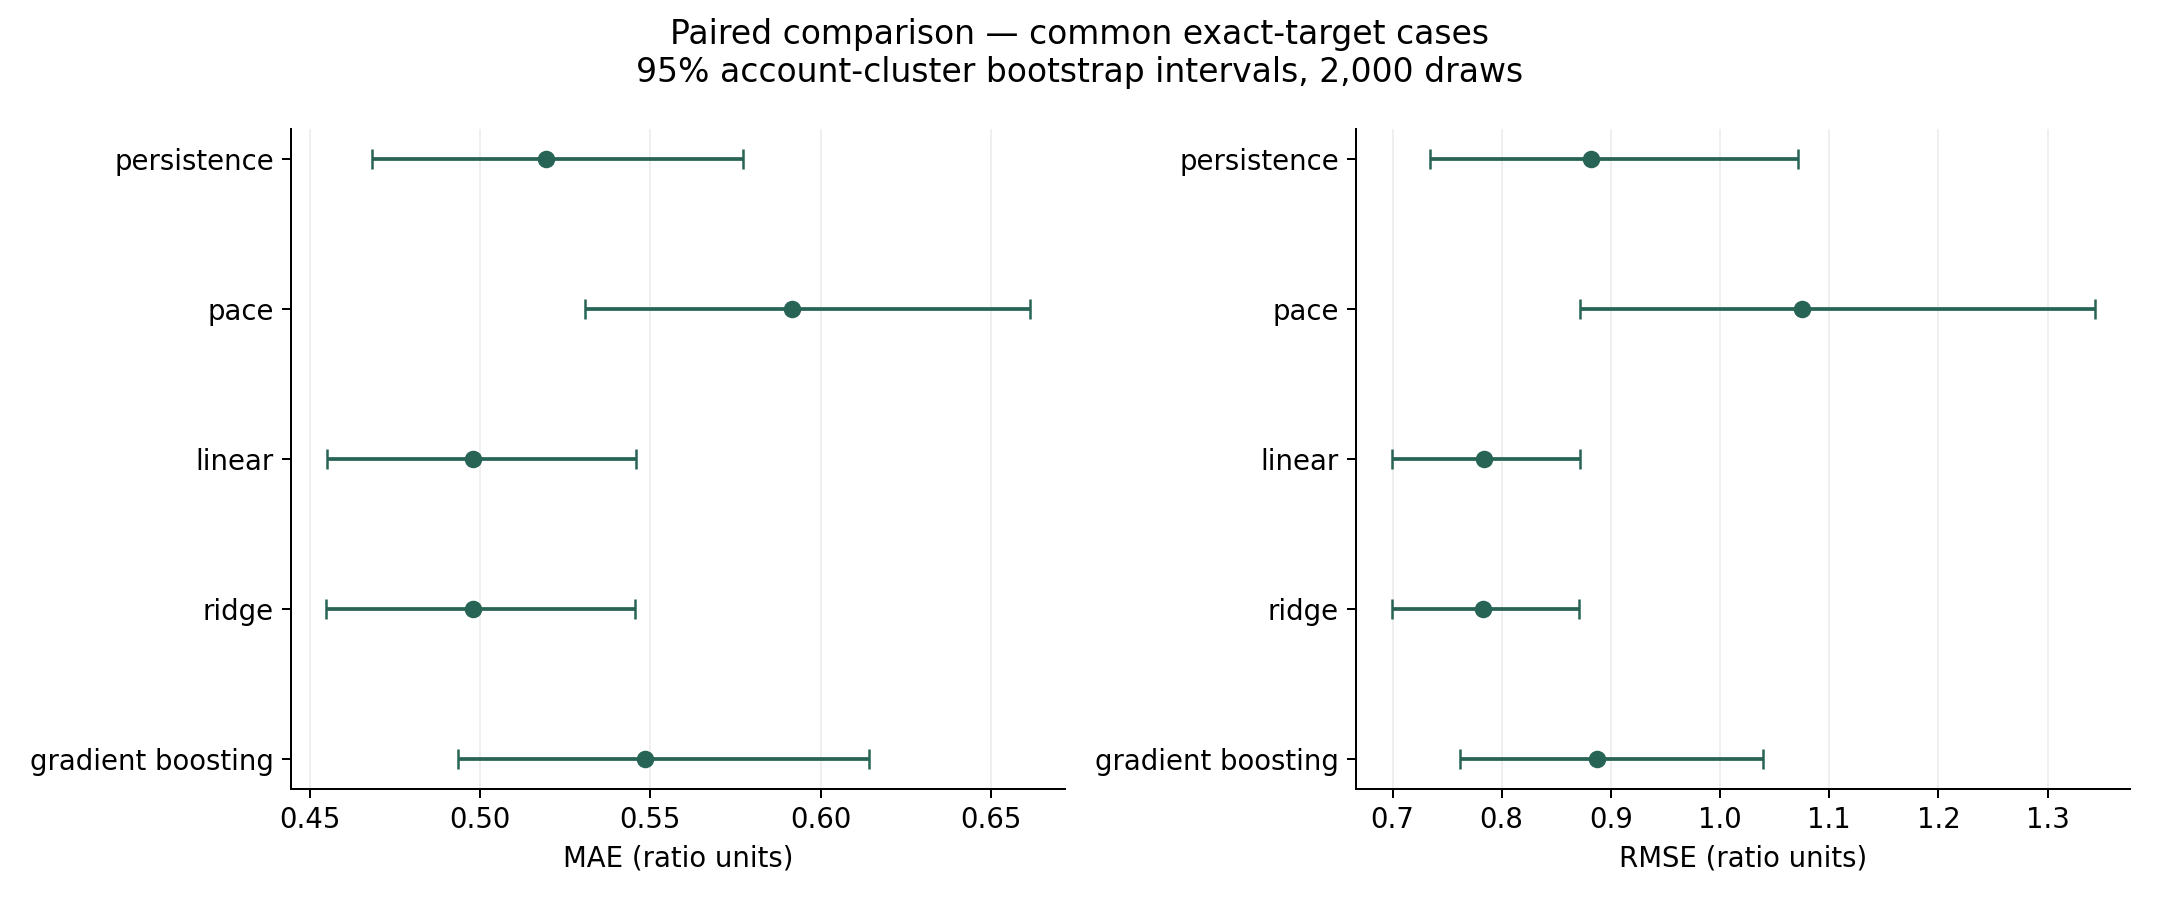 Paired comparison — common exact-target cases
95% account-cluster bootstrap intervals, 2,000 draws
persistence
pace
linear
ridge
gradient boosting
0.45 0.50 0.55 0.60 0.65
MAE (ratio units)
persistence
pace
linear
ridge
gradient boosting
0.7 0.8 0.9 1.0 1.1 1.2 1.3
RMSE (ratio units)